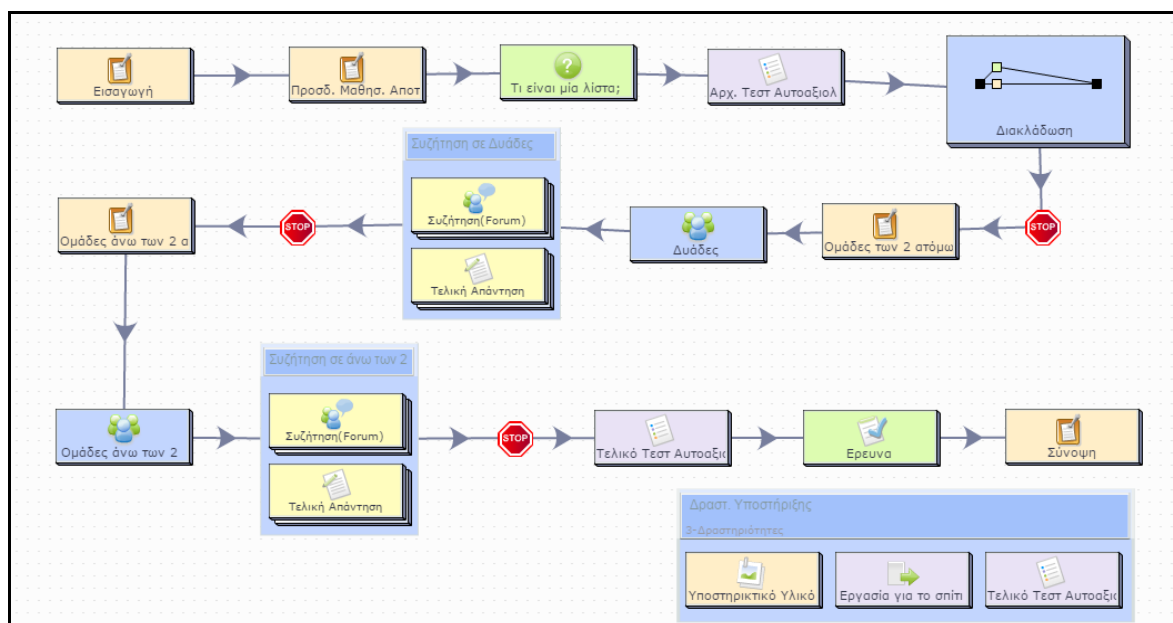 Εισαγωγή
Προσδ. Μαθησ. Αποτ
Τι είναι μία λίστα;
Αρχ. Τεστ Αυτοαξιολ
Διακλάδωση
Συζήτηση σε Δυάδες
Ομάδες άνω των 2 α
STOP
Συζήτηση(Forum)
Τελική Απάντηση
Δυάδες
Ομάδες των 2 ατόμω
STOP
Συζήτηση σε άνω των 2
Ομάδες άνω των 2
Συζήτηση(Forum)
Τελική Απάντηση
STOP
Τελικό Τεστ Αυτοαξιο
Ερευνα
Σύνοψη
Δραστ. Υποστήριξης
3-Δραστηριότητες
Υποστηρικτικό Υλικό
Εργασία για το σπίτι
Τελικό Τεστ Αυτοαξιο